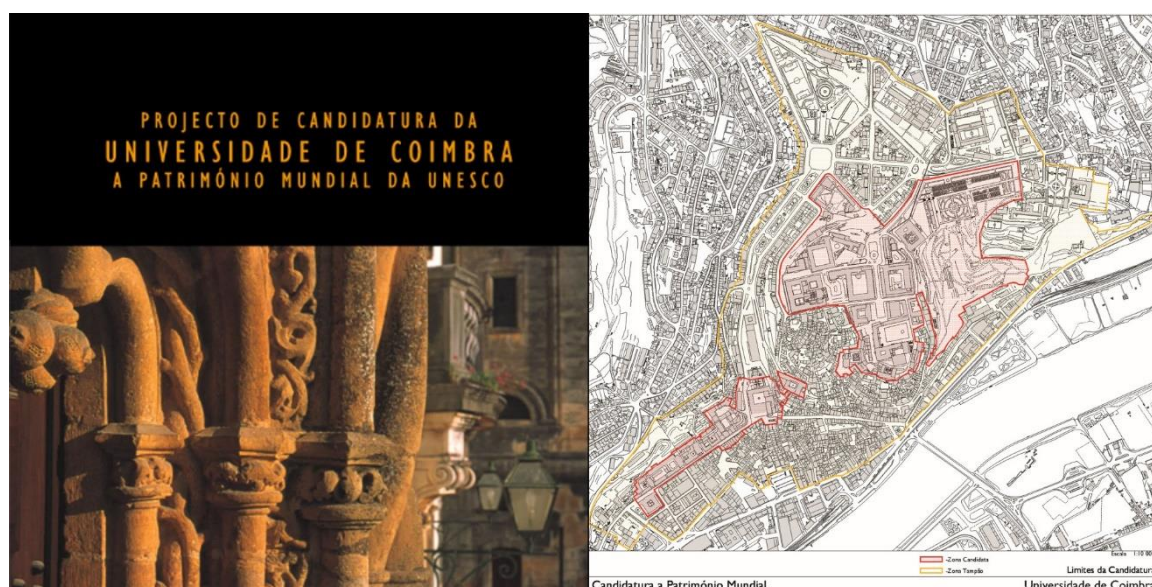 PROJECTO DE CANDIDATURA DA
UNIVERSIDADE DE COIMBRA
A PATRIMÓNIO MUNDIAL DA UNESCO
-Zona Candidata
-Zona Tampão
Limites da Candidatura
Candidatura a Património Mundial
Universidade de Coimbra